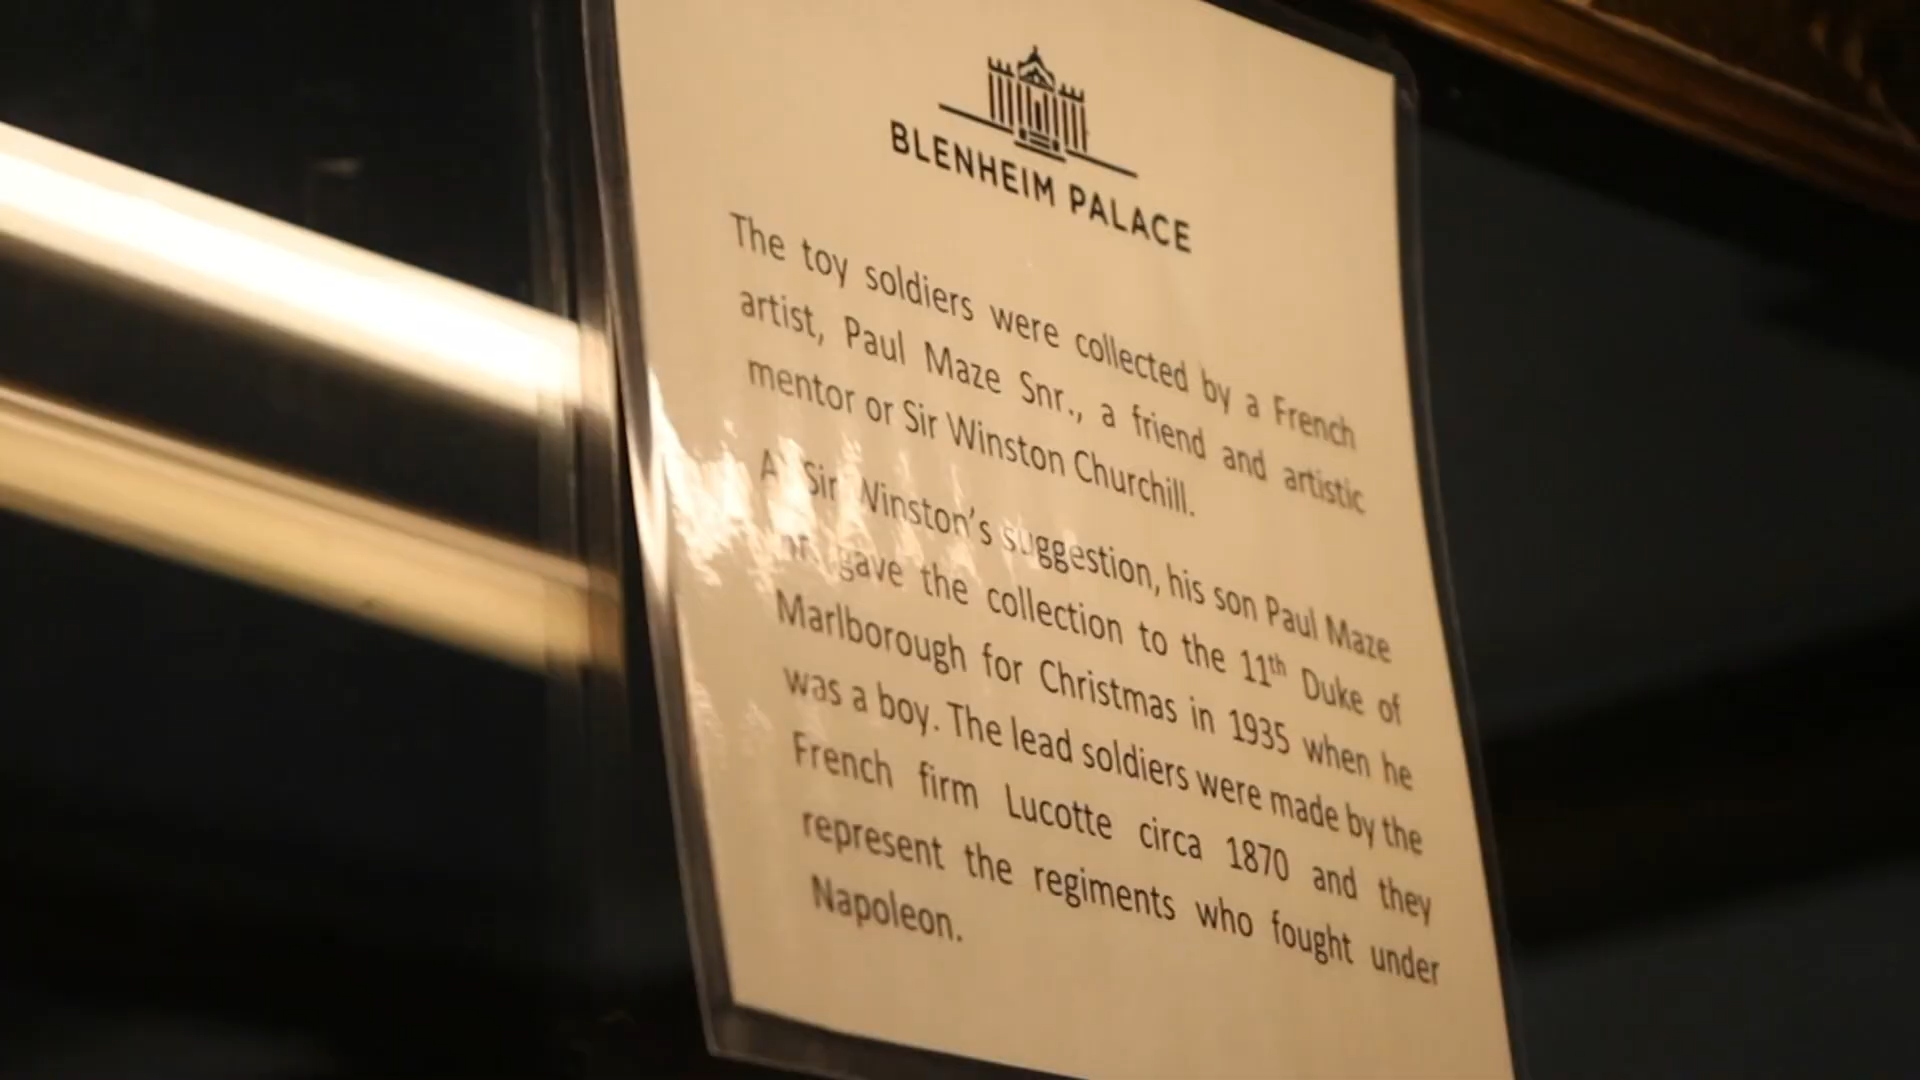 BLENHEIM PALACE
The toy soldiers were collected by a French
artist, Paul Maze Snr., a friend and artistic
mentor or Sir Winston Churchill.
At Sir Winston's suggestion, his son Paul Maze
gave the collection to the 11th Duke of
Marlborough for Christmas in 1935 when he
was a boy. The lead soldiers were made by the
French firm Lucotte circa 1870 and they
represent the regiments who fought under
Napoleon.